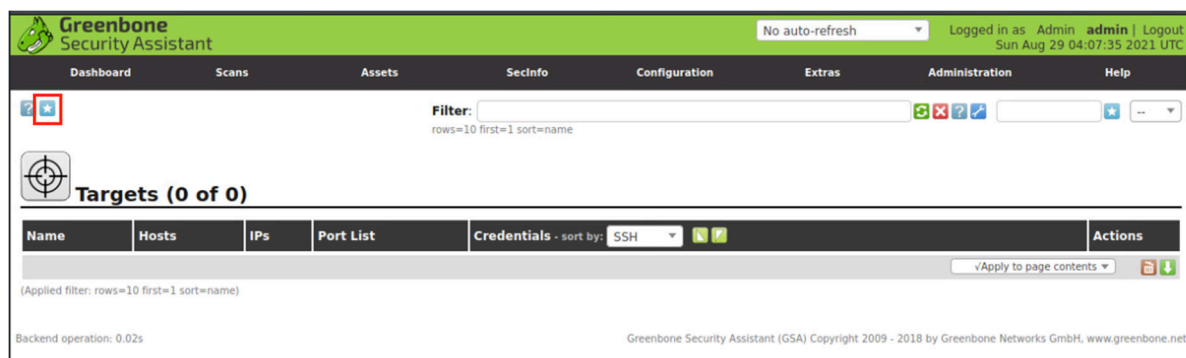 Greenbone
Security Assistant
No auto-refresh
Logged in as Admin admin | Logout
Sun Aug 29 04:07:35 2021 UTC
Dashboard Scans Assets SecInfo Configuration Extras Administration Help
Filter:
--
rows=10 first=1 sort=name
Targets (0 of 0)
Name Hosts IPs Port List Credentials - sort by: SSH Actions
√Apply to page contents
(Applied filter: rows=10 first=1 sort=name)
Backend operation: 0.02s
Greenbone Security Assistant (GSA) Copyright 2009 - 2018 by Greenbone Networks GmbH, www.greenbone.net